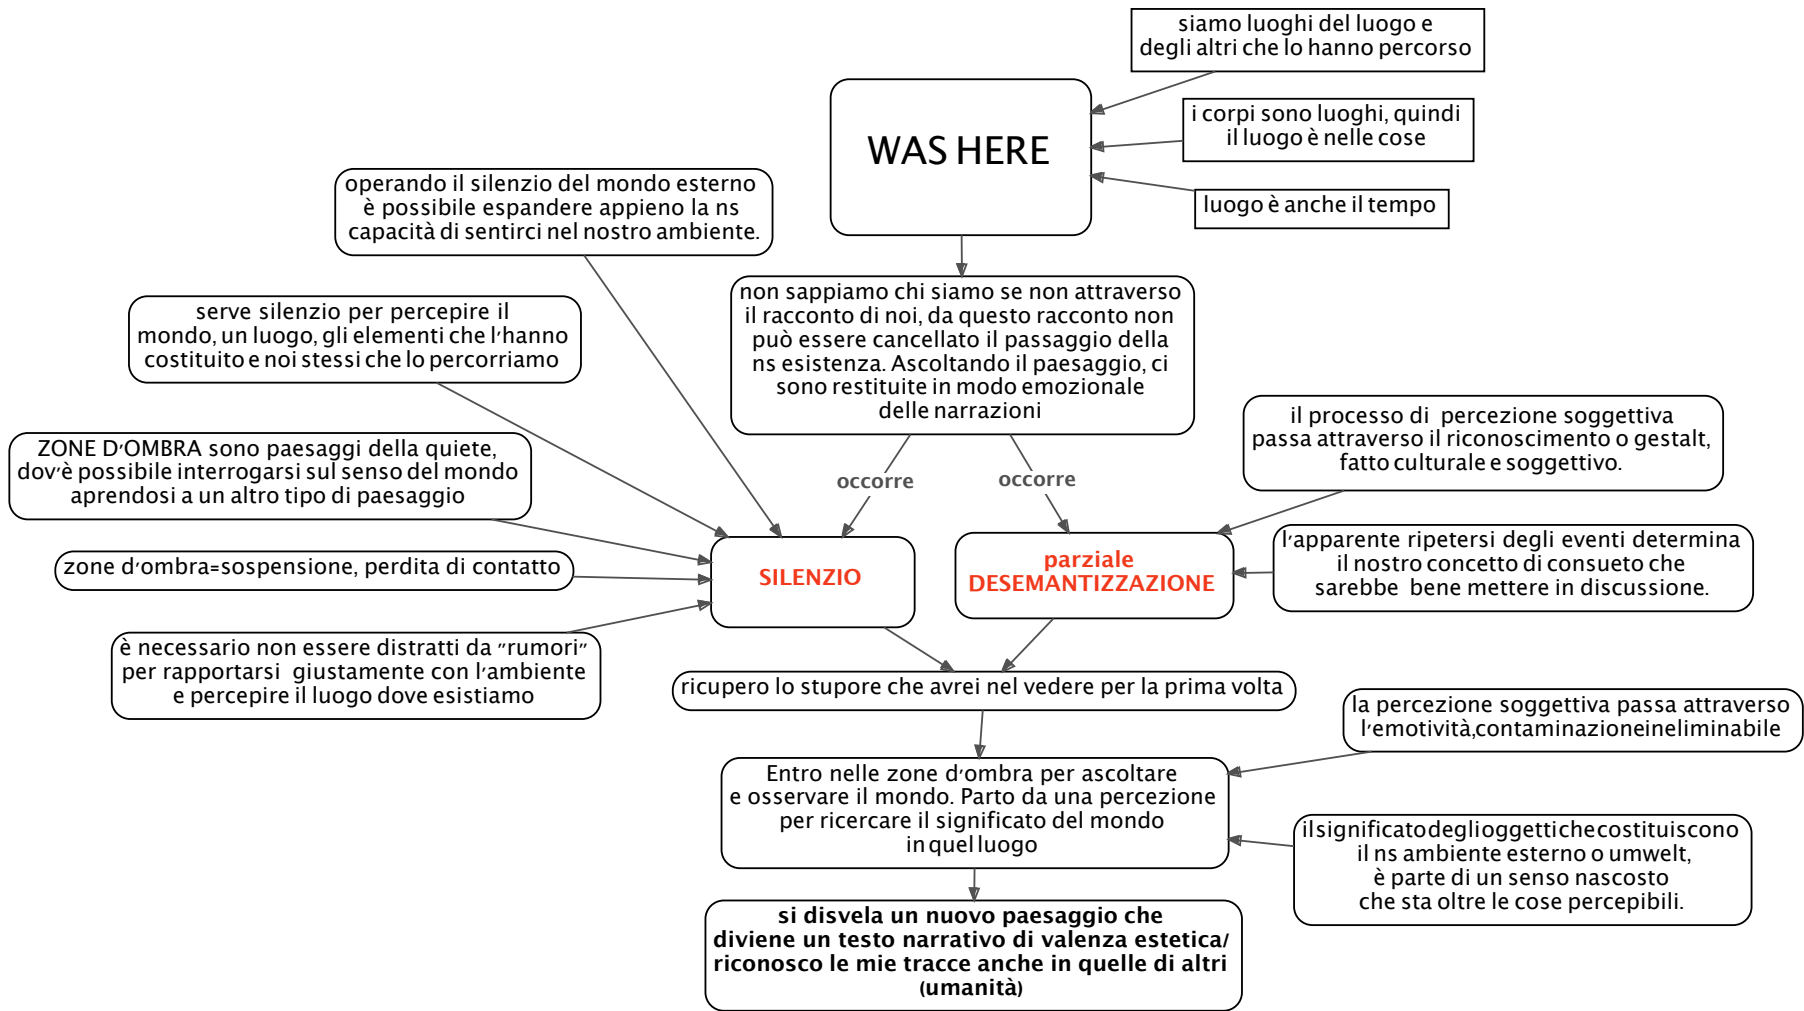 siamo luoghi del luogo e
degli altri che lo hanno percorso
WAS HERE
i corpi sono luoghi, quindi
il luogo è nelle cose
luogo è anche il tempo
operando il silenzio del mondo esterno
è possibile espandere appieno la ns
capacità di sentirci nel nostro ambiente.
non sappiamo chi siamo se non attraverso
il racconto di noi, da questo racconto non
può essere cancellato il passaggio della
ns esistenza. Ascoltando il paesaggio, ci
sono restituite in modo emozionale
delle narrazioni
serve silenzio per percepire il
mondo, un luogo, gli elementi che l'hanno
costituito e noi stessi che lo percorriamo
il processo di percezione soggettiva
passa attraverso il riconoscimento o gestalt,
fatto culturale e soggettivo.
ZONE D'OMBRA sono paesaggi della quiete,
dov'è possibile interrogarsi sul senso del mondo
aprendosi a un altro tipo di paesaggio
occorre
occorre
l'apparente ripetersi degli eventi determina
il nostro concetto di consueto che
sarebbe bene mettere in discussione.
zone d'ombra=sospensione, perdita di contatto
SILENZIO
parziale
DESEMANTIZZAZIONE
è necessario non essere distratti da "rumori"
per rapportarsi giustamente con l'ambiente
e percepire il luogo dove esistiamo
ricupero lo stupore che avrei nel vedere per la prima volta
la percezione soggettiva passa attraverso
l'emotività,contaminazioneineliminabile
Entro nelle zone d'ombra per ascoltare
e osservare il mondo. Parto da una percezione
per ricercare il significato del mondo
in quel luogo
ilsignificatodeglioggettichecostituiscono
il ns ambiente esterno o umwelt,
è parte di un senso nascosto
che sta oltre le cose percepibili.
si disvela un nuovo paesaggio che
diviene un testo narrativo di valenza estetica/
riconosco le mie tracce anche in quelle di altri
(umanità)